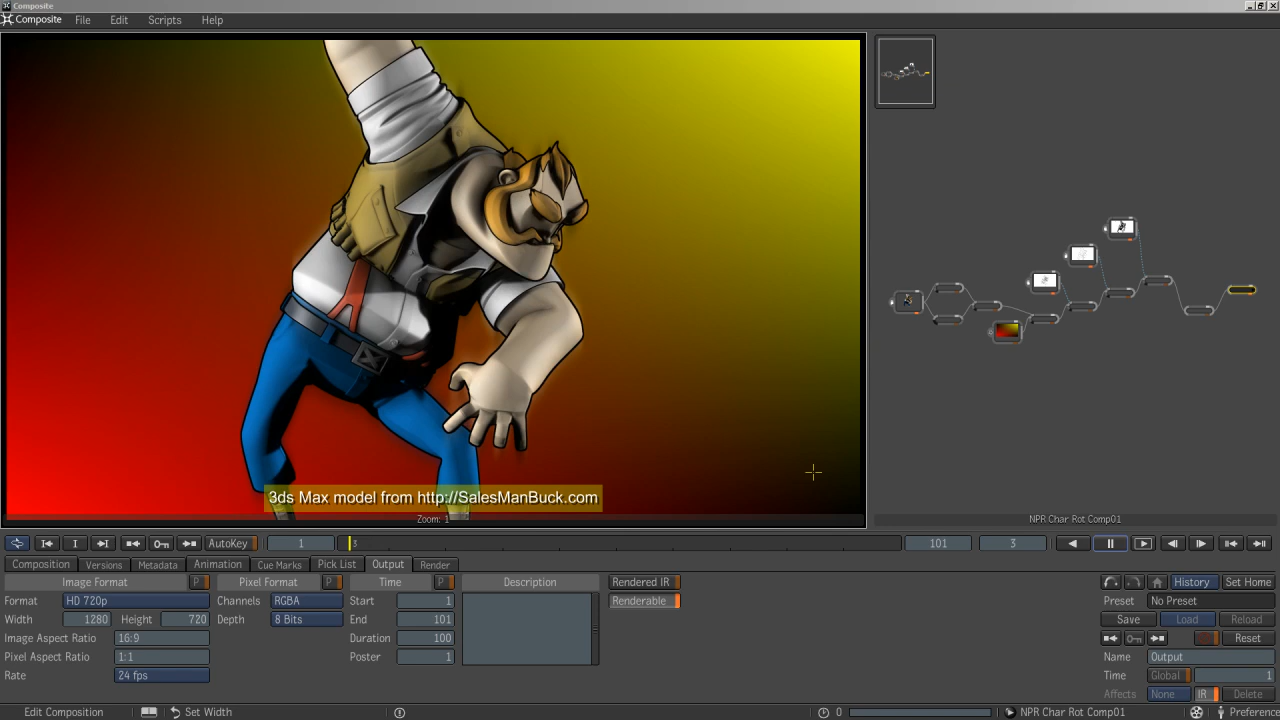 Composite
Composite File Edit Scripts Help
3ds Max model from http://SalesManBuck.com
Zoom: 1
NPR Char Rot Comp01
AutoKey 1 3 101 3
Composition Versions Metadata Animation Cue Marks Pick List Output Render
Image Format P Pixel Format P Time P Description Rendered IR History Set Home
Format HD 720p Channels RGBA Start 1 Renderable Preset No Preset
Width 1280 Height 720 Depth 8 Bits End 101 Save Load Reload
Image Aspect Ratio 16:9 Duration 100 Reset
Pixel Aspect Ratio 1:1 Poster 1 Name Output
Rate 24 fps Time Global 1
Affects None IR Delete
Edit Composition Set Width 0 NPR Char Rot Comp01 Preference